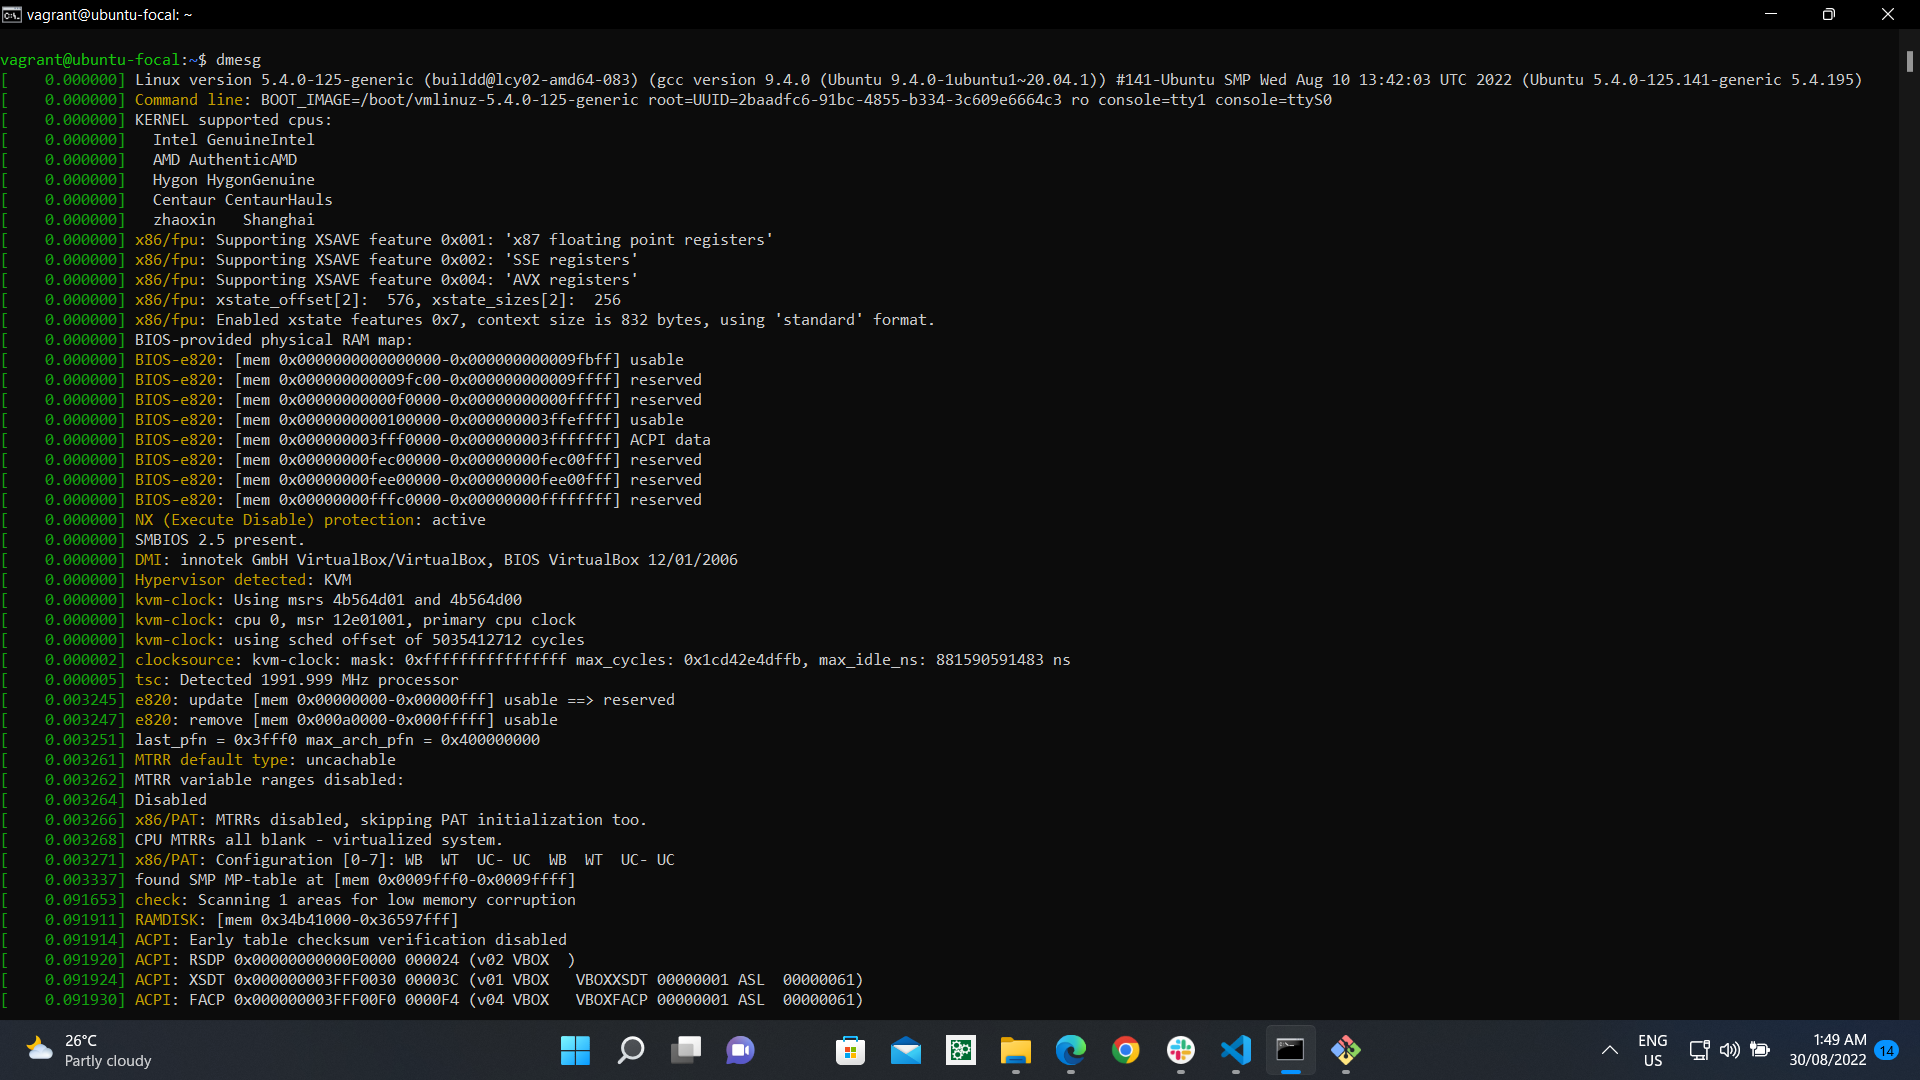 vagrant@ubuntu-focal: ~
vagrant@ubuntu-focal:~$ dmesg
[    0.000000] Linux version 5.4.0-125-generic (buildd@lcy02-amd64-083) (gcc version 9.4.0 (Ubuntu 9.4.0-1ubuntu1~20.04.1)) #141-Ubuntu SMP Wed Aug 10 13:42:03 UTC 2022 (Ubuntu 5.4.0-125.141-generic 5.4.195)
[    0.000000] Command line: BOOT_IMAGE=/boot/vmlinuz-5.4.0-125-generic root=UUID=2baadfc6-91bc-4855-b334-3c609e6664c3 ro console=tty1 console=ttyS0
[    0.000000] KERNEL supported cpus:
[    0.000000]   Intel GenuineIntel
[    0.000000]   AMD AuthenticAMD
[    0.000000]   Hygon HygonGenuine
[    0.000000]   Centaur CentaurHauls
[    0.000000]   zhaoxin   Shanghai
[    0.000000] x86/fpu: Supporting XSAVE feature 0x001: 'x87 floating point registers'
[    0.000000] x86/fpu: Supporting XSAVE feature 0x002: 'SSE registers'
[    0.000000] x86/fpu: Supporting XSAVE feature 0x004: 'AVX registers'
[    0.000000] x86/fpu: xstate_offset[2]:  576, xstate_sizes[2]:  256
[    0.000000] x86/fpu: Enabled xstate features 0x7, context size is 832 bytes, using 'standard' format.
[    0.000000] BIOS-provided physical RAM map:
[    0.000000] BIOS-e820: [mem 0x0000000000000000-0x000000000009fbff] usable
[    0.000000] BIOS-e820: [mem 0x000000000009fc00-0x000000000009ffff] reserved
[    0.000000] BIOS-e820: [mem 0x00000000000f0000-0x00000000000fffff] reserved
[    0.000000] BIOS-e820: [mem 0x0000000000100000-0x000000003ffeffff] usable
[    0.000000] BIOS-e820: [mem 0x000000003fff0000-0x000000003fffffff] ACPI data
[    0.000000] BIOS-e820: [mem 0x00000000fec00000-0x00000000fec00fff] reserved
[    0.000000] BIOS-e820: [mem 0x00000000fee00000-0x00000000fee00fff] reserved
[    0.000000] BIOS-e820: [mem 0x00000000fffc0000-0x00000000ffffffff] reserved
[    0.000000] NX (Execute Disable) protection: active
[    0.000000] SMBIOS 2.5 present.
[    0.000000] DMI: innotek GmbH VirtualBox/VirtualBox, BIOS VirtualBox 12/01/2006
[    0.000000] Hypervisor detected: KVM
[    0.000000] kvm-clock: Using msrs 4b564d01 and 4b564d00
[    0.000000] kvm-clock: cpu 0, msr 12e01001, primary cpu clock
[    0.000000] kvm-clock: using sched offset of 5035412712 cycles
[    0.000002] clocksource: kvm-clock: mask: 0xffffffffffffffff max_cycles: 0x1cd42e4dffb, max_idle_ns: 881590591483 ns
[    0.000005] tsc: Detected 1991.999 MHz processor
[    0.003245] e820: update [mem 0x00000000-0x00000fff] usable ==> reserved
[    0.003247] e820: remove [mem 0x000a0000-0x000fffff] usable
[    0.003251] last_pfn = 0x3fff0 max_arch_pfn = 0x400000000
[    0.003261] MTRR default type: uncachable
[    0.003262] MTRR variable ranges disabled:
[    0.003264] Disabled
[    0.003266] x86/PAT: MTRRs disabled, skipping PAT initialization too.
[    0.003268] CPU MTRRs all blank - virtualized system.
[    0.003271] x86/PAT: Configuration [0-7]: WB  WT  UC- UC  WB  WT  UC- UC
[    0.003337] found SMP MP-table at [mem 0x0009fff0-0x0009ffff]
[    0.091653] check: Scanning 1 areas for low memory corruption
[    0.091911] RAMDISK: [mem 0x34b41000-0x36597fff]
[    0.091914] ACPI: Early table checksum verification disabled
[    0.091920] ACPI: RSDP 0x00000000000E0000 000024 (v02 VBOX  )
[    0.091924] ACPI: XSDT 0x000000003FFF0030 00003C (v01 VBOX   VBOXXSDT 00000001 ASL  00000061)
[    0.091930] ACPI: FACP 0x000000003FFF00F0 0000F4 (v04 VBOX   VBOXFACP 00000001 ASL  00000061)
26°C
Partly cloudy
ENG
US
1:49 AM
30/08/2022
14